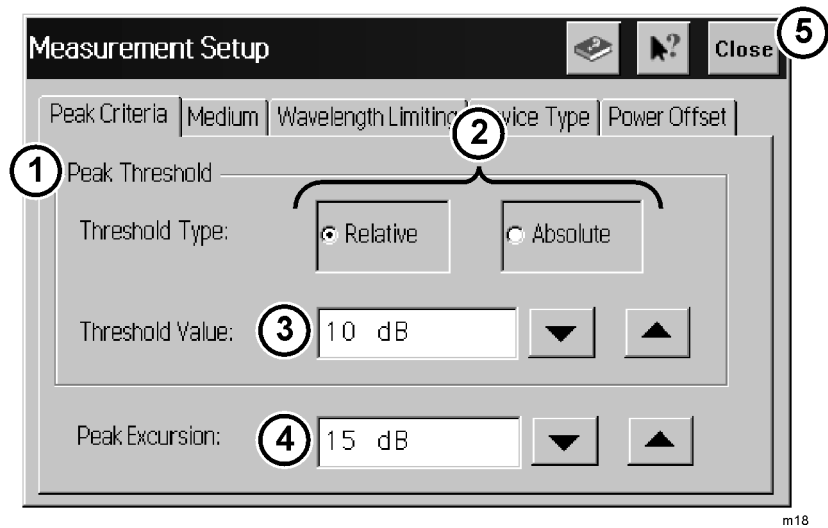 Measurement Setup
?
Close
5
Peak Criteria
Medium
Wavelength Limiting
vice Type
Power Offset
2
1
Peak Threshold
Threshold Type:
Relative
Absolute
Threshold Value:
3
10 dB
Peak Excursion:
4
15 dB
m18